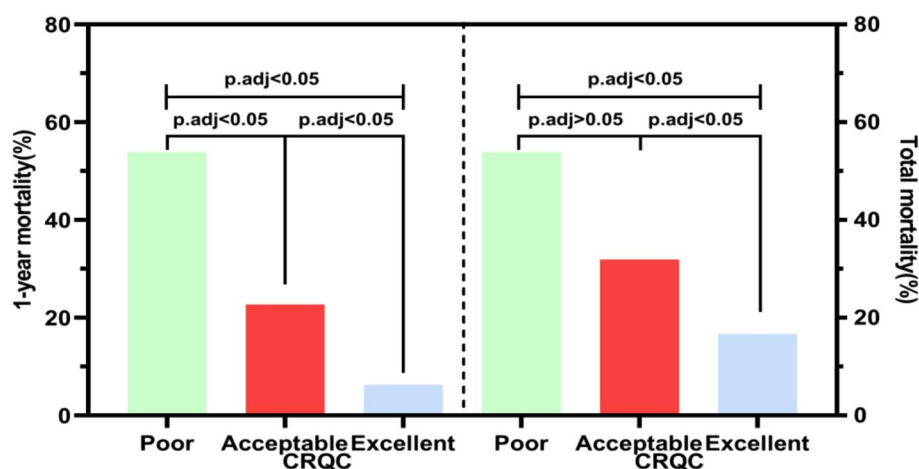 80
60
40
20
0
1-year mortality(%)
p.adj<0.05
p.adj<0.05 p.adj<0.05
Poor Acceptable Excellent
CRQC
p.adj<0.05
p.adj>0.05 p.adj<0.05
Poor Acceptable Excellent
CRQC
80
60
40
20
0
Total mortality(%)